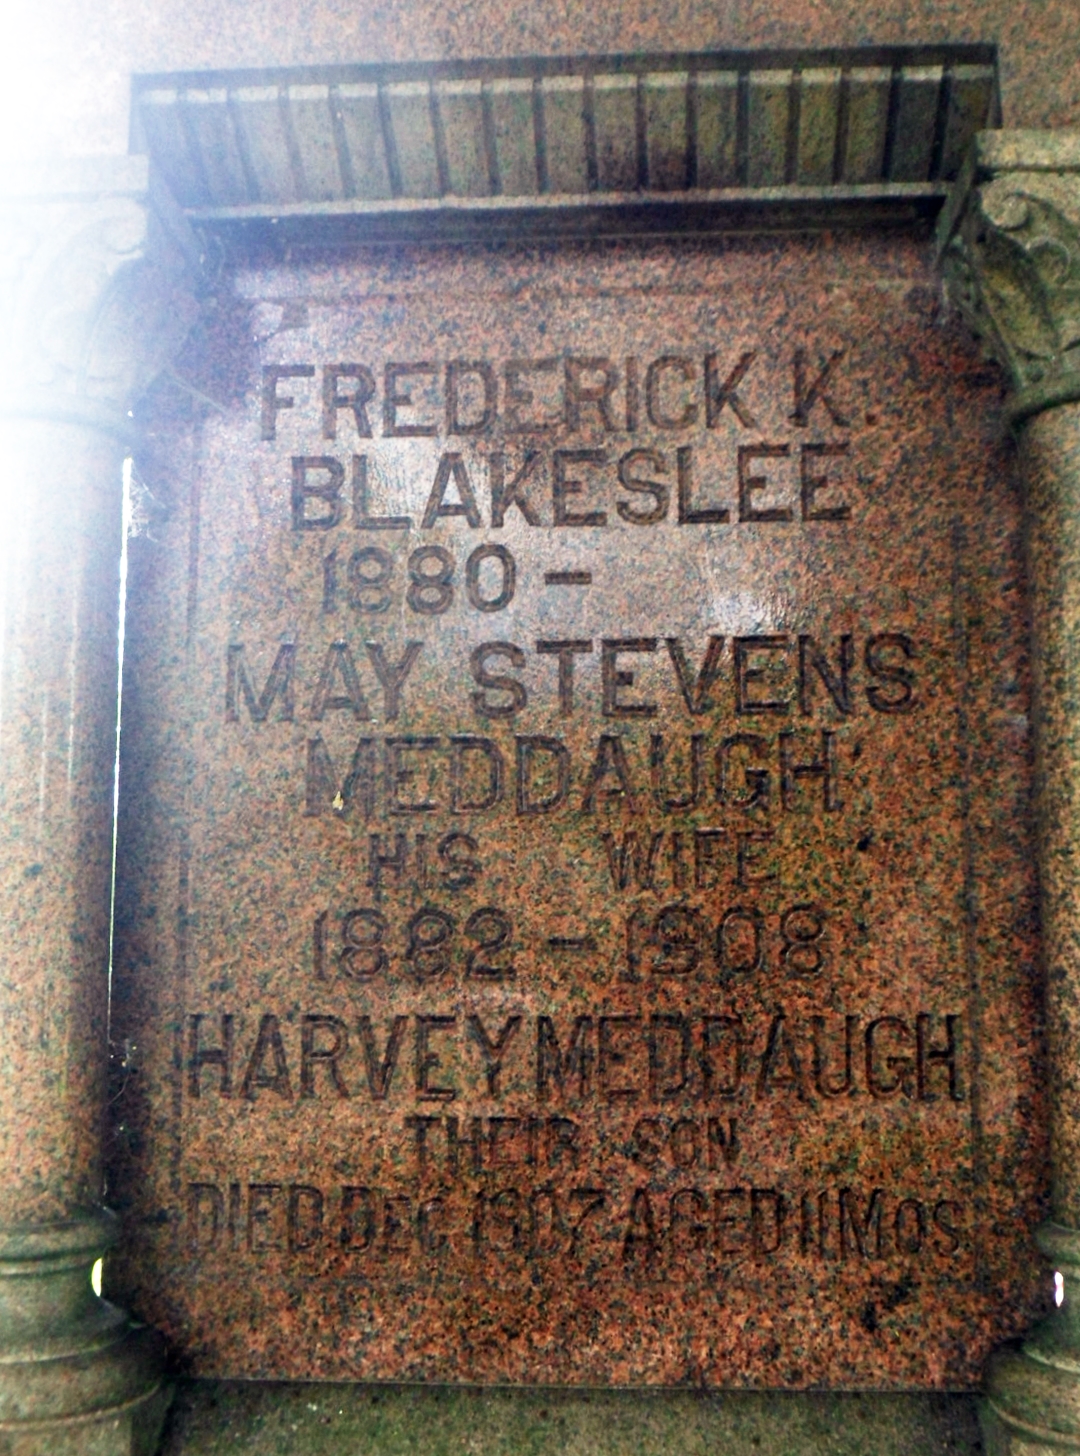 FREDERICK K.
BLAKESLEE
1880 –
MAY STEVENS
MEDDAUGH
HIS WIFE
1882 – 1908
HARVEY MEDDAUGH
THEIR SON
DIED DEC 1907 AGED 11 MOS